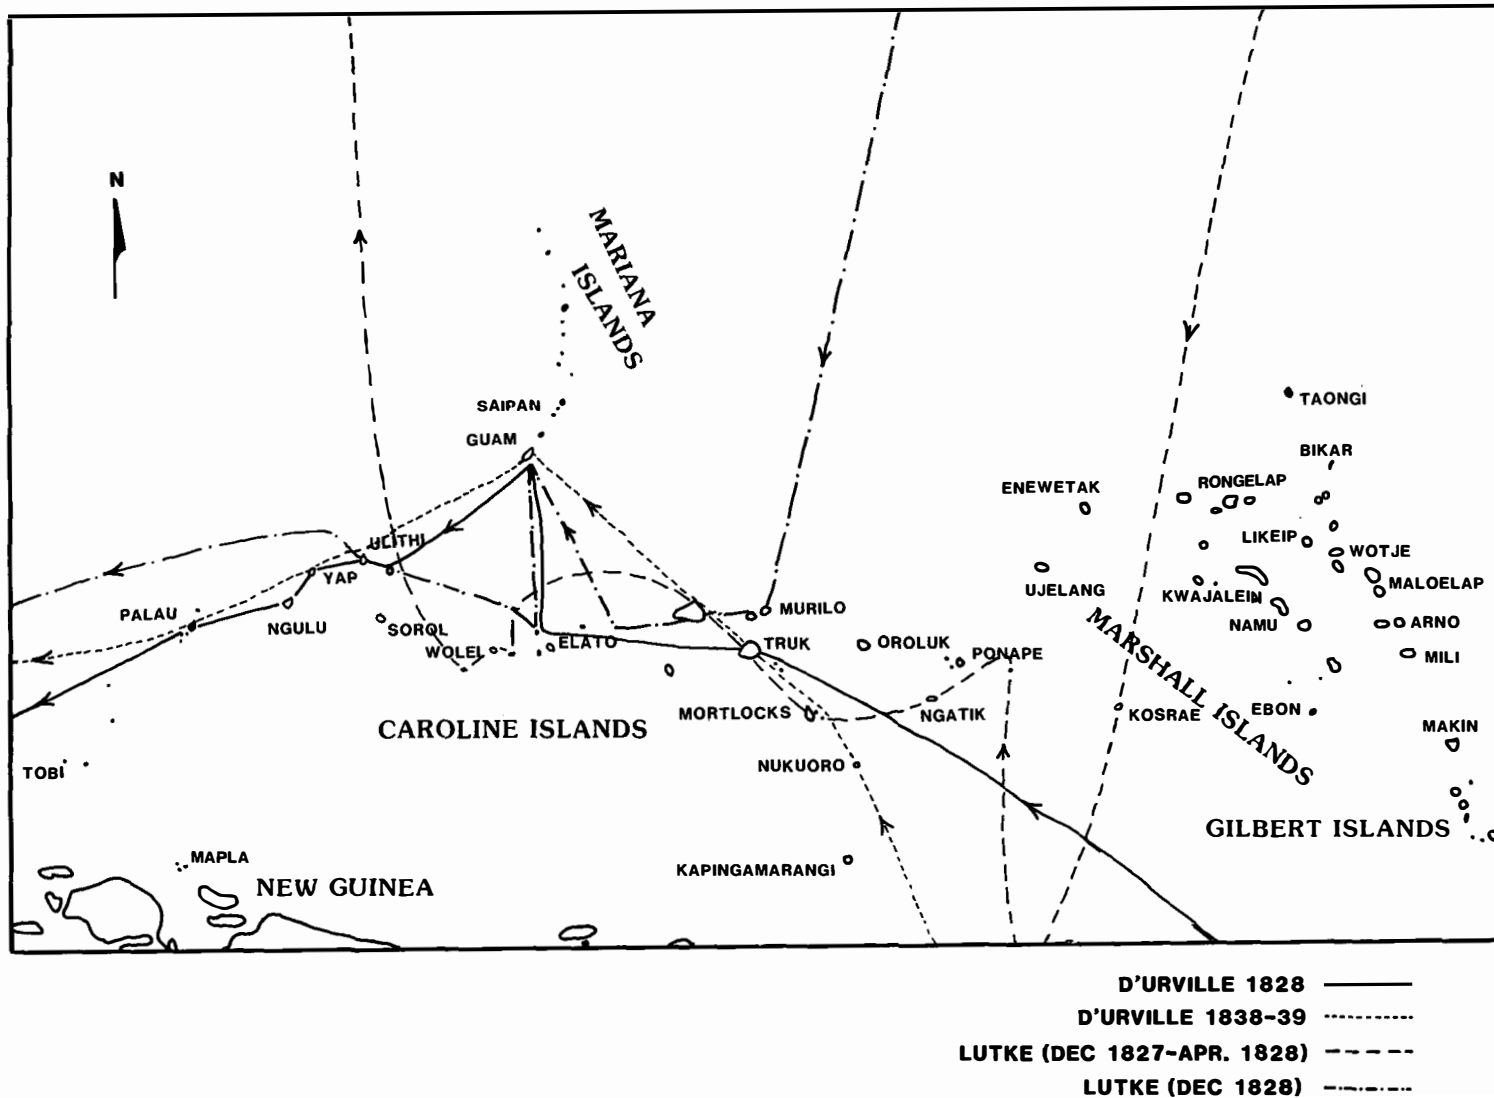 N
MARIANA
ISLANDS
SAIPAN
GUAM
TAONGI
BIKAR
RONGELAP
ENEWETAK
LIKEIP
WOTJE
ULITHI
YAP
UJELANG
KWAJALEIN
MALOELAP
PALAU
NGULU
SOROL
MURILO
NAMU
ARNO
WOLEI
ELATO
TRUK
OROLUK
PONAPE
MILI
MARSHALL ISLANDS
CAROLINE ISLANDS
MORTLOCKS
NGATIK
KOSRAE
EBON
MAKIN
TOBI
NUKUORO
GILBERT ISLANDS
MAPLA
KAPINGAMARANGI
NEW GUINEA
D'URVILLE 1828
D'URVILLE 1838-39
LUTKE (DEC 1827-APR. 1828)
LUTKE (DEC 1828)